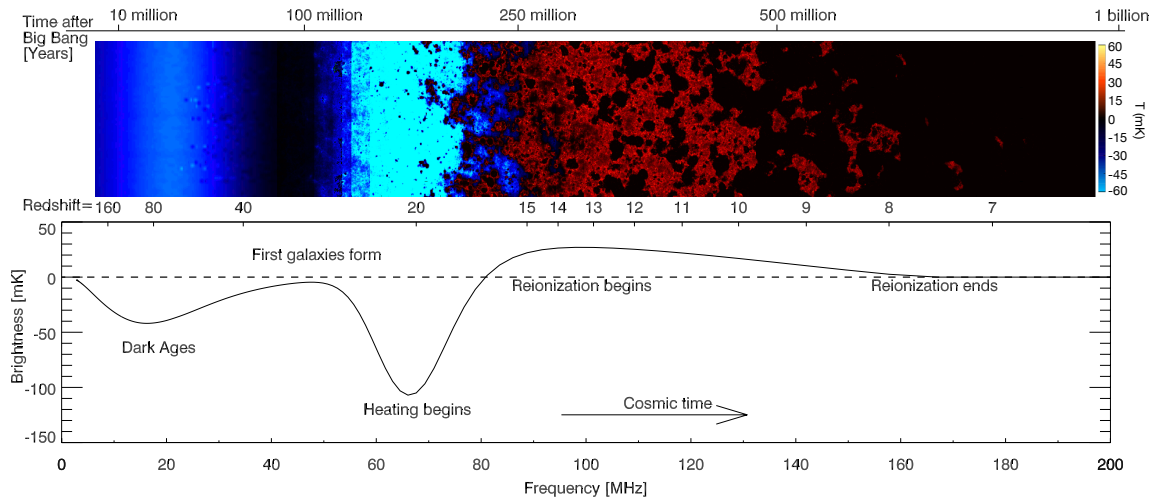 Time after
Big Bang
[Years]
10 million
100 million
250 million
500 million
1 billion
60
45
30
15
0
-15
-30
-45
-60
T (mK)
Redshift= 160 80 40 20 15 14 13 12 11 10 9 8 7
50
0
-50
-100
-150
Brightness [mK]
First galaxies form
Reionization begins
Reionization ends
Dark Ages
Heating begins
Cosmic time
0 20 40 60 80 100 120 140 160 180 200
Frequency [MHz]